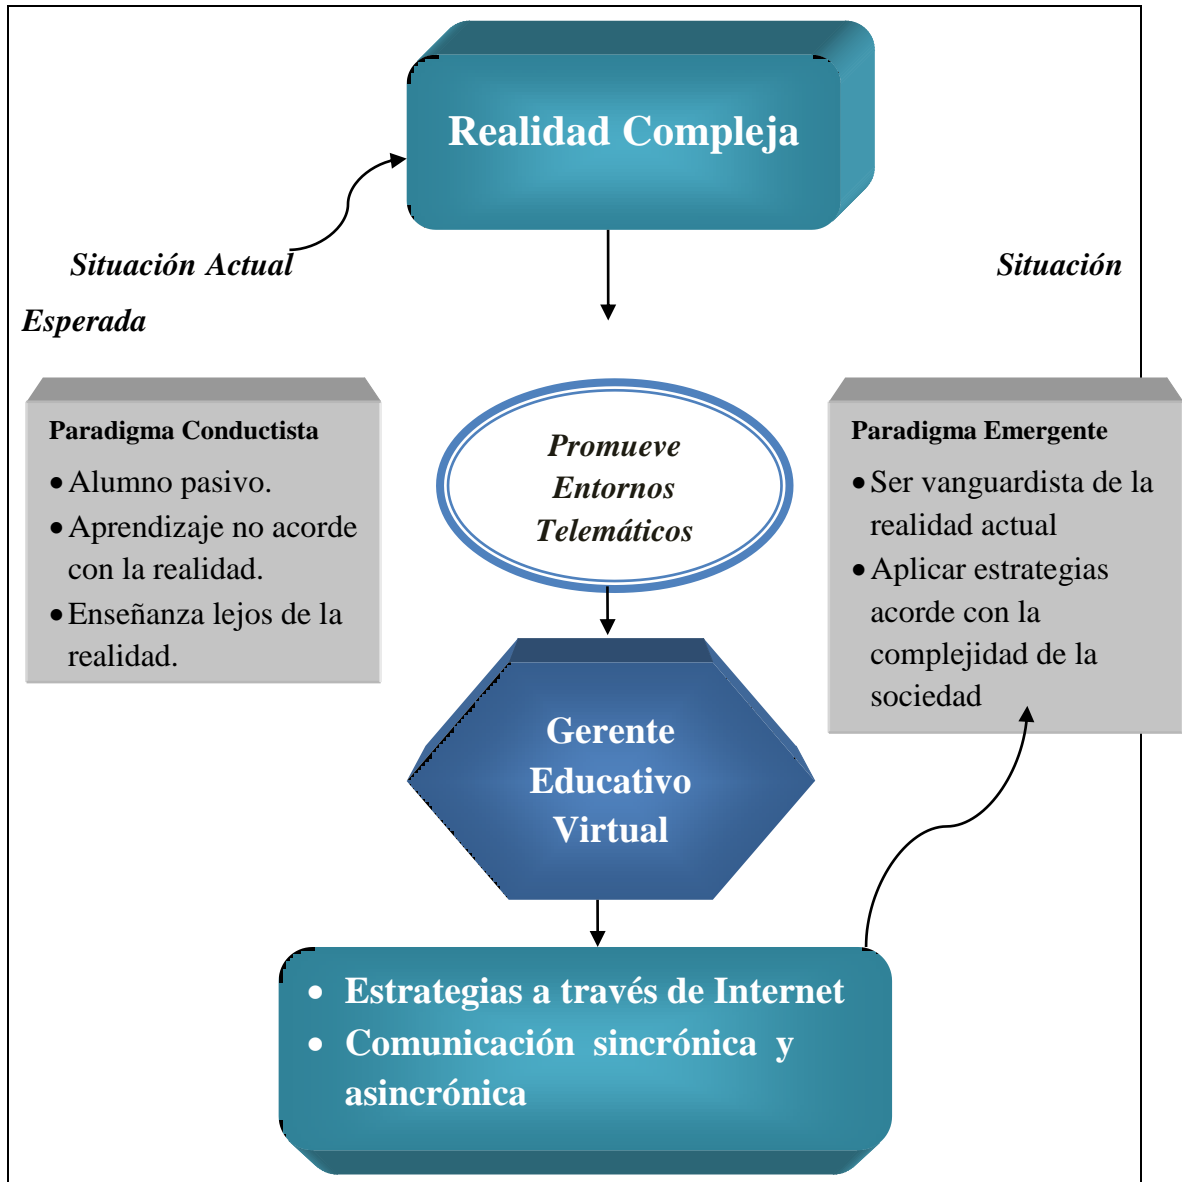 Realidad Compleja
Situación Actual
Situación
Esperada
Paradigma Conductista
• Alumno pasivo.
• Aprendizaje no acorde
con la realidad.
• Enseñanza lejos de la
realidad.
Promueve
Entornos
Telemáticos
Paradigma Emergente
• Ser vanguardista de la
realidad actual
• Aplicar estrategias
acorde con la
complejidad de la
sociedad
Gerente
Educativo
Virtual
• Estrategias a través de Internet
• Comunicación sincrónica y
asincrónica